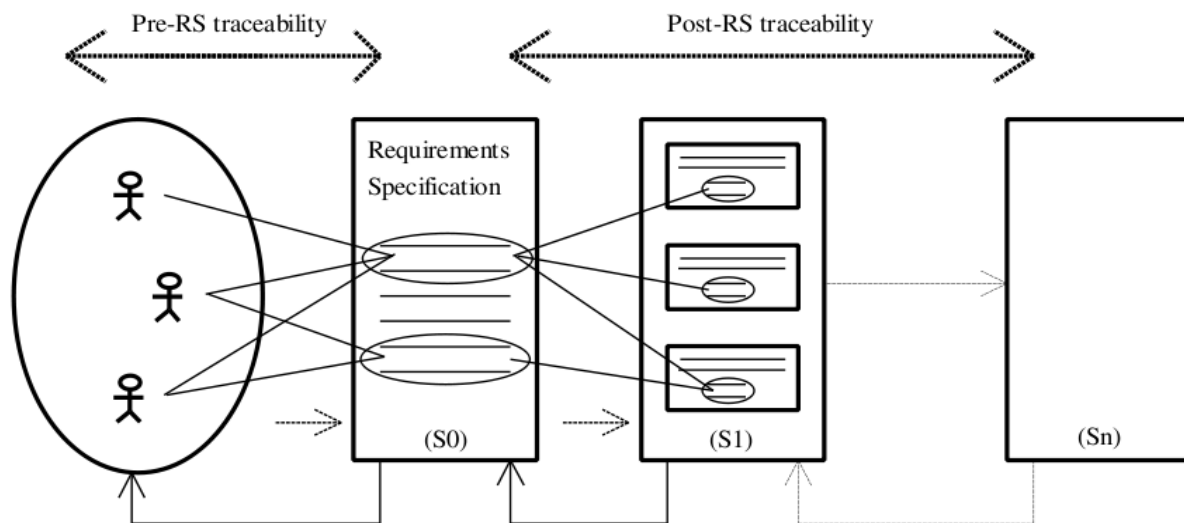 Pre-RS traceability
Post-RS traceability
Requirements
Specification
(S0)
(S1)
(Sn)